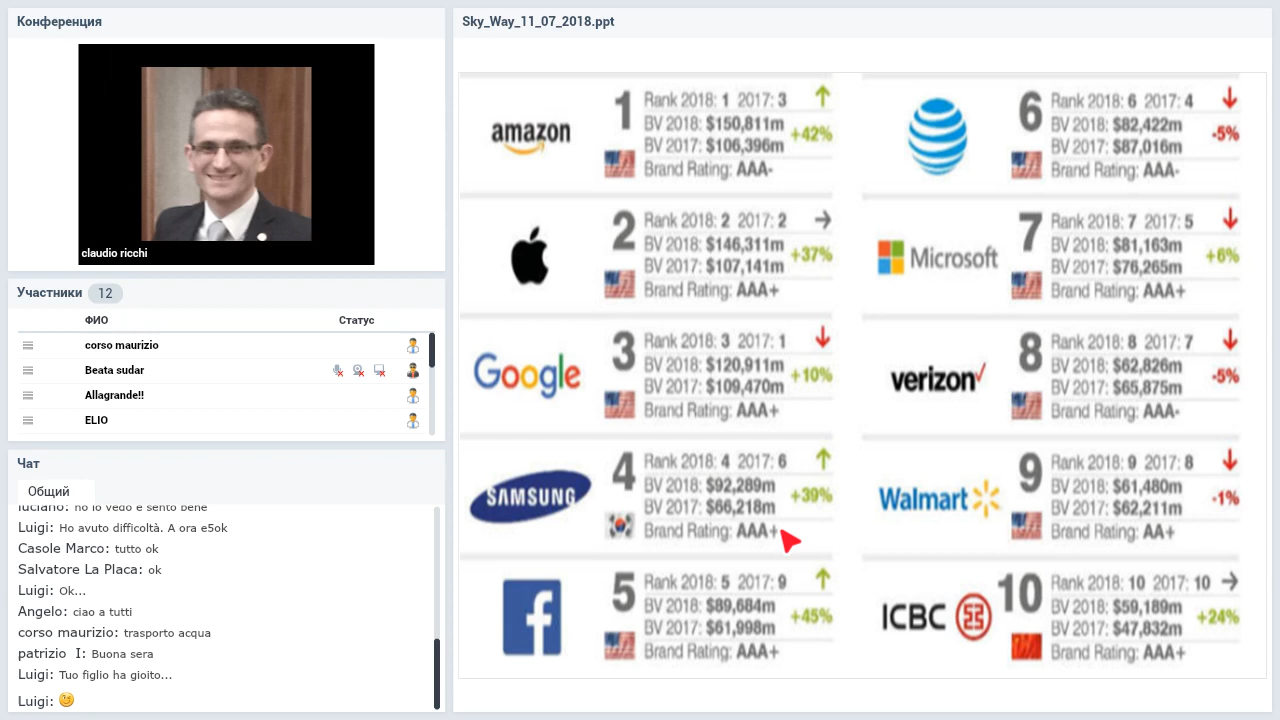 Конференция
claudio ricchi
Участники 12
ФИО Статус
corso maurizio
Beata sudar
Allagrande!!
ELIO
Чат
Общий
luciano: ho lo vedo e sento bene
Luigi: Ho avuto difficoltà. A ora e5ok
Casole Marco: tutto ok
Salvatore La Placa: ok
Luigi: Ok...
Angelo: ciao a tutti
corso maurizio: trasporto acqua
patrizio I: Buona sera
Luigi: Tuo figlio ha gioito...
Luigi:
Sky_Way_11_07_2018.ppt
amazon
1
Rank 2018: 1 2017: 3
BV 2018: $150,811m
BV 2017: $106,396m
+42%
Brand Rating: AAA-
2
Rank 2018: 2 2017: 2
BV 2018: $146,311m
BV 2017: $107,141m
+37%
Brand Rating: AAA+
Google
3
Rank 2018: 3 2017: 1
BV 2018: $120,911m
BV 2017: $109,470m
+10%
Brand Rating: AAA+
SAMSUNG
4
Rank 2018: 4 2017: 6
BV 2018: $92,289m
BV 2017: $66,218m
+39%
Brand Rating: AAA+
f
5
Rank 2018: 5 2017: 9
BV 2018: $89,684m
BV 2017: $61,998m
+45%
Brand Rating: AAA+
6
Rank 2018: 6 2017: 4
BV 2018: $82,422m
BV 2017: $87,016m
-5%
Brand Rating: AAA-
Microsoft
7
Rank 2018: 7 2017: 5
BV 2018: $81,163m
BV 2017: $76,265m
+6%
Brand Rating: AAA+
verizon
8
Rank 2018: 8 2017: 7
BV 2018: $62,826m
BV 2017: $65,875m
-5%
Brand Rating: AAA-
Walmart
9
Rank 2018: 9 2017: 8
BV 2018: $61,480m
BV 2017: $62,211m
-1%
Brand Rating: AA+
ICBC
10
Rank 2018: 10 2017: 10
BV 2018: $59,189m
BV 2017: $47,832m
+24%
Brand Rating: AAA+